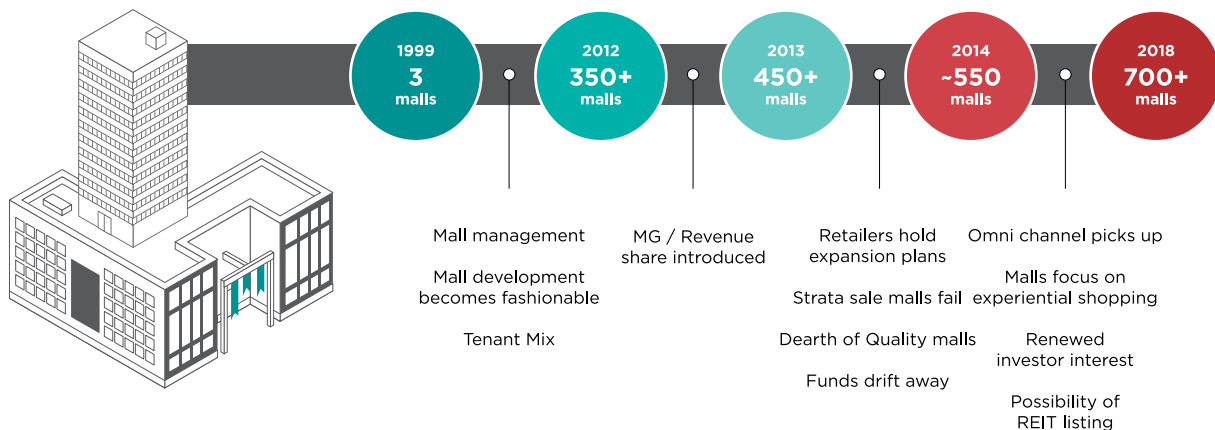 1999
3
malls
2012
350+
malls
2013
450+
malls
2014
~550
malls
2018
700+
malls
Mall management
Mall development
becomes fashionable
Tenant Mix
MG / Revenue
share introduced
Retailers hold
expansion plans
Strata sale malls fail
Dearth of Quality malls
Funds drift away
Omni channel picks up
Malls focus on
experiential shopping
Renewed
investor interest
Possibility of
REIT listing